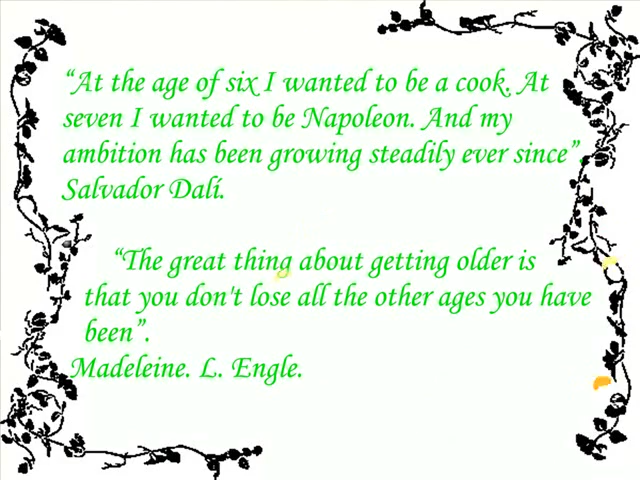 “At the age of six I wanted to be a cook. At
seven I wanted to be Napoleon. And my
ambition has been growing steadily ever since”.
Salvador Dalí.
“The great thing about getting older is
that you don't lose all the other ages you have
been”.
Madeleine. L. Engle.